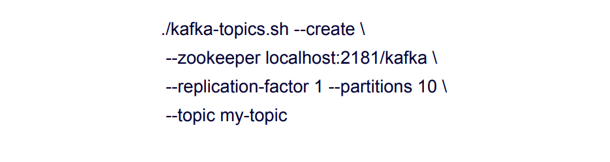 ./kafka-topics.sh --create \
--zookeeper localhost:2181/kafka \
--replication-factor 1 --partitions 10 \
--topic my-topic